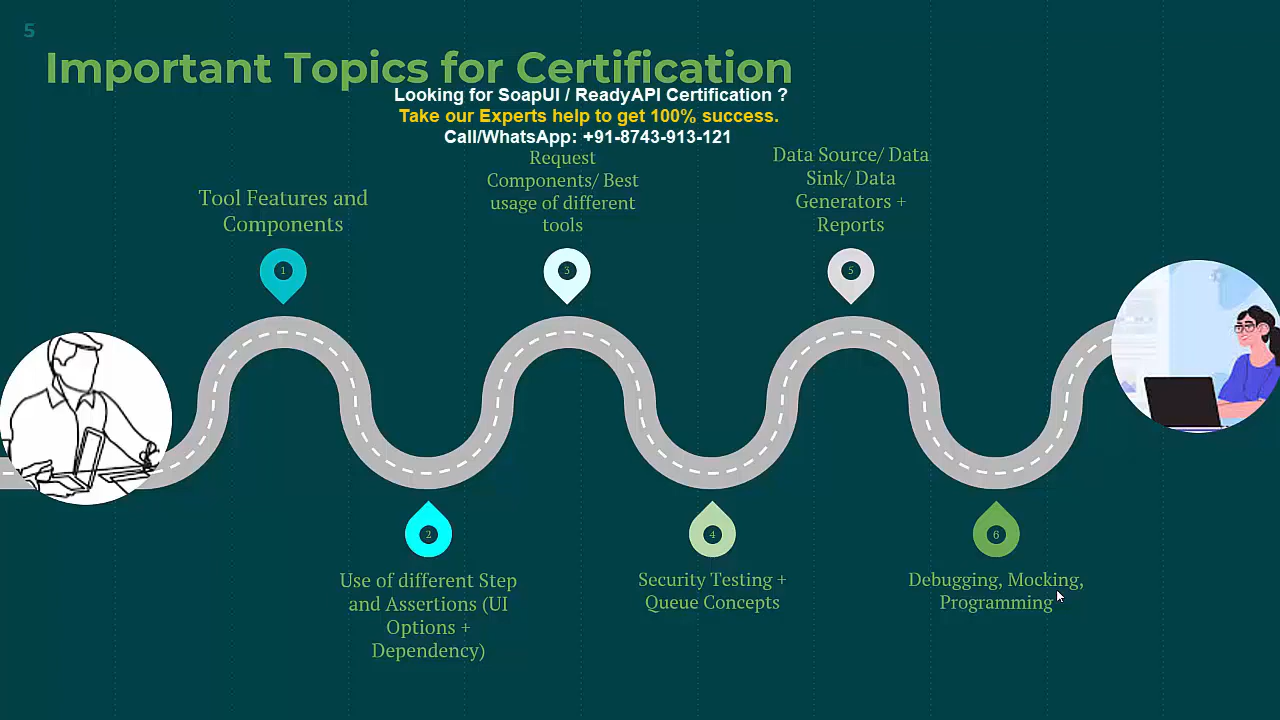 5
Important Topics for Certification
Looking for SoapUI / ReadyAPI Certification ?
Take our Experts help to get 100% success.
Call/WhatsApp: +91-8743-913-121
Tool Features and
Components
1
Use of different Step
and Assertions (UI
Options +
Dependency)
2
Request
Components/ Best
usage of different
tools
3
Security Testing +
Queue Concepts
4
Data Source/ Data
Sink/ Data
Generators +
Reports
5
Debugging, Mocking,
Programming
6